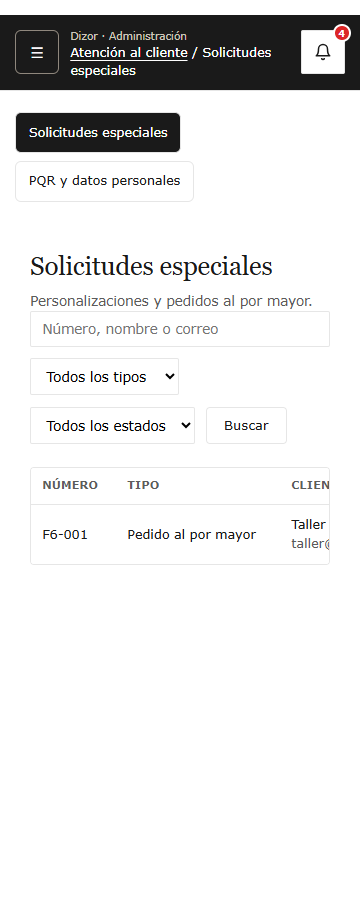 ☰
Dizor · Administración
Atención al cliente / Solicitudes
especiales
4
Solicitudes especiales
PQR y datos personales
Solicitudes especiales
Personalizaciones y pedidos al por mayor.
Número, nombre o correo
Todos los tipos
Todos los estados
Buscar
NÚMERO TIPO CLIEN
F6-001 Pedido al por mayor Taller
taller@